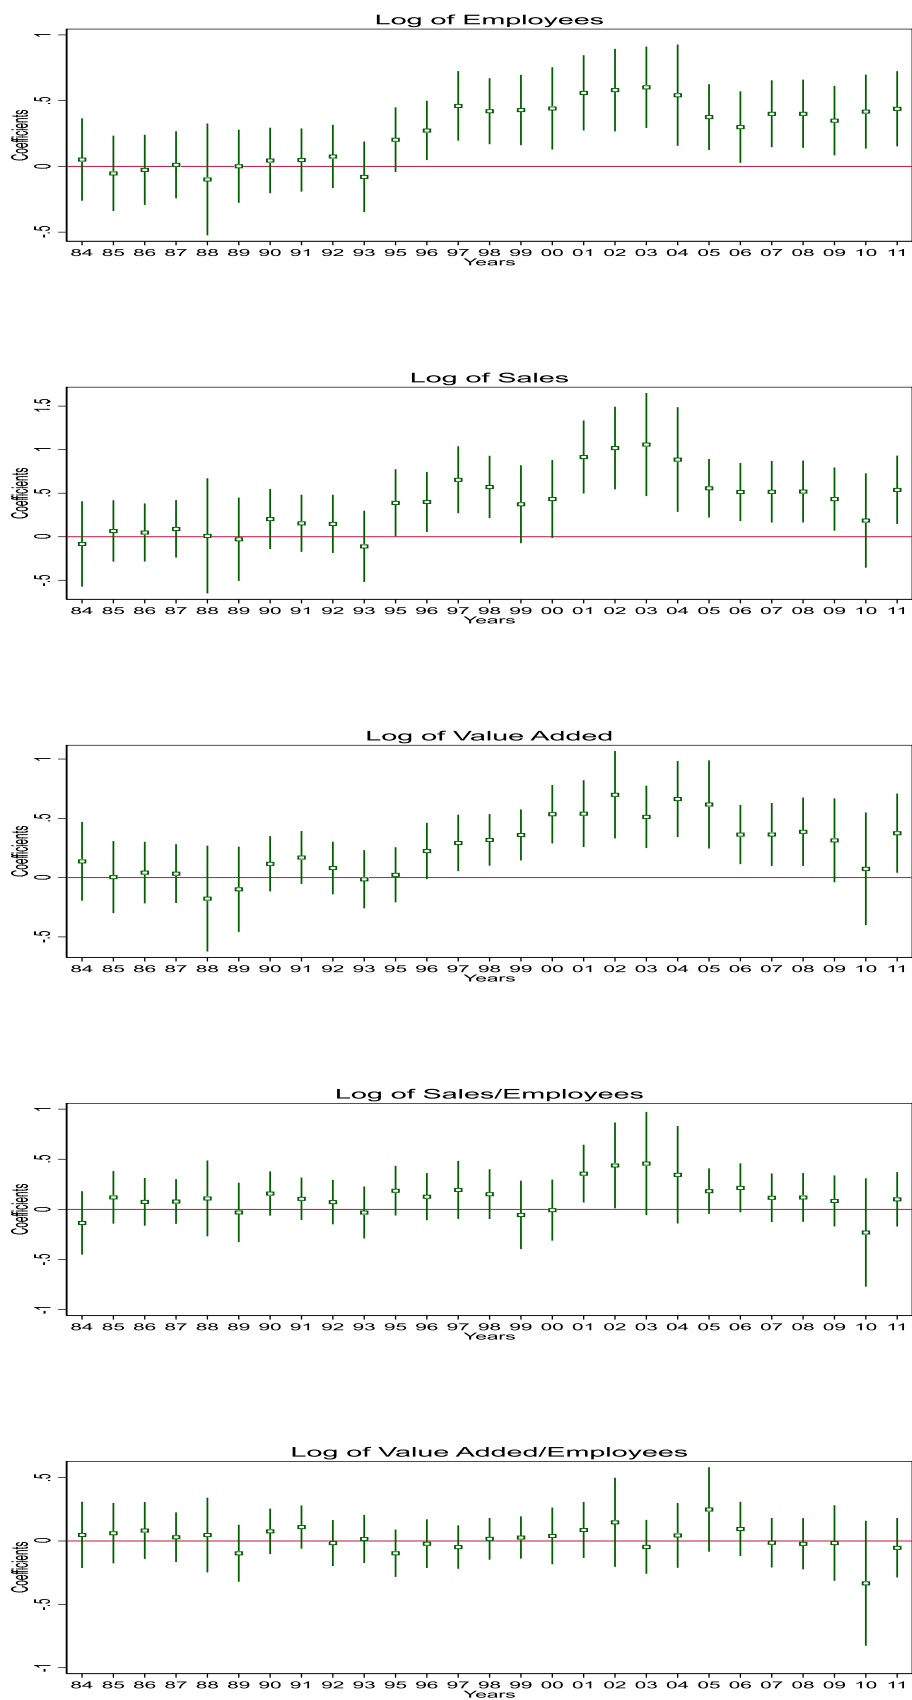 Log of Employees
Coefficients
1
.5
0
-.5
84 85 86 87 88 89 90 91 92 93 95 96 97 98 99 00 01 02 03 04 05 06 07 08 09 10 11
Years
Log of Sales
Coefficients
1.5
1
.5
0
-.5
84 85 86 87 88 89 90 91 92 93 95 96 97 98 99 00 01 02 03 04 05 06 07 08 09 10 11
Years
Log of Value Added
Coefficients
1
.5
0
-.5
84 85 86 87 88 89 90 91 92 93 95 96 97 98 99 00 01 02 03 04 05 06 07 08 09 10 11
Years
Log of Sales/Employees
Coefficients
1
.5
0
-.5
-1
84 85 86 87 88 89 90 91 92 93 95 96 97 98 99 00 01 02 03 04 05 06 07 08 09 10 11
Years
Log of Value Added/Employees
Coefficients
.5
0
-.5
-1
84 85 86 87 88 89 90 91 92 93 95 96 97 98 99 00 01 02 03 04 05 06 07 08 09 10 11
Years